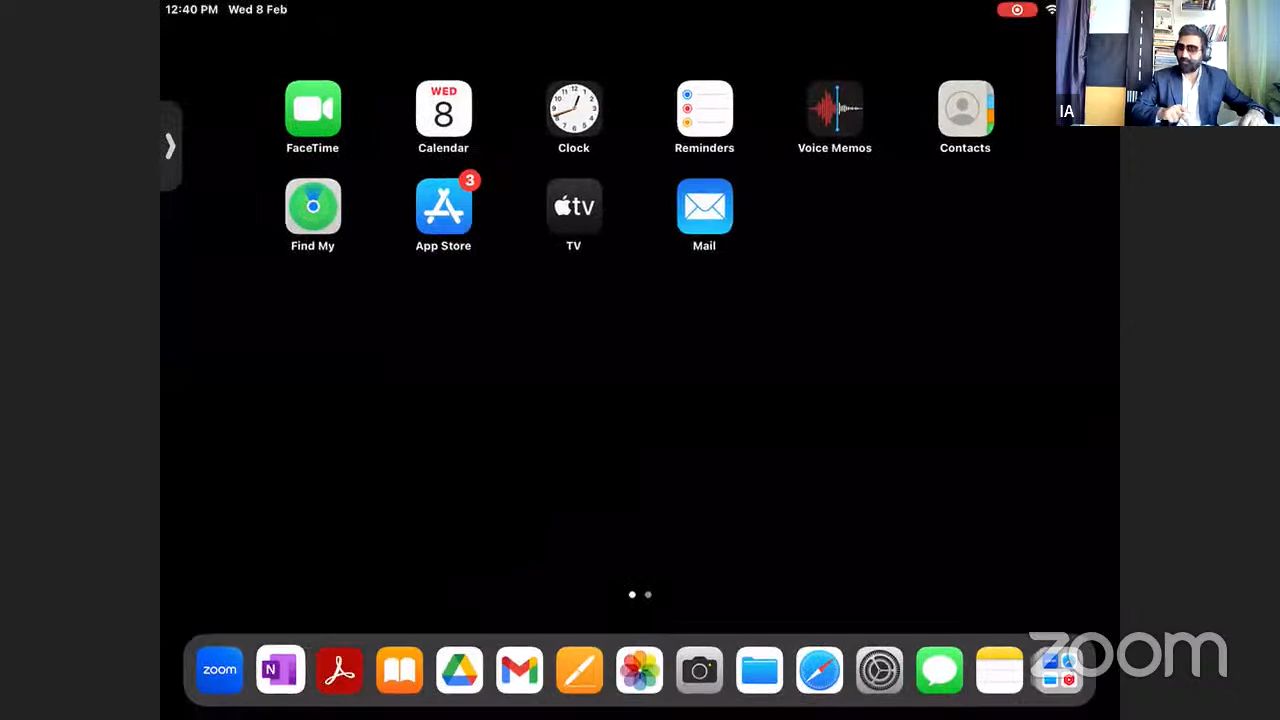 12:40 PM Wed 8 Feb
IA
WED
8
12
FaceTime
Calendar
Clock
Reminders
Voice Memos
Contacts
3
tv
Find My
App Store
TV
Mail
zoom
N
zoom